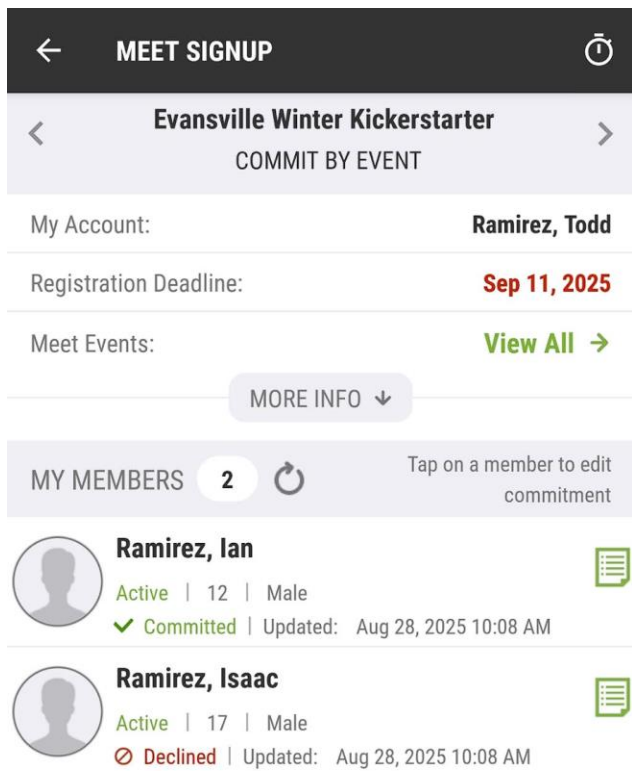 MEET SIGNUP
Evansville Winter Kickerstarter
COMMIT BY EVENT
My Account: Ramirez, Todd
Registration Deadline: Sep 11, 2025
Meet Events: View All →
MORE INFO ↓
MY MEMBERS 2 Tap on a member to edit
commitment
Ramirez, Ian
Active | 12 | Male
Committed | Updated: Aug 28, 2025 10:08 AM
Ramirez, Isaac
Active | 17 | Male
Declined | Updated: Aug 28, 2025 10:08 AM